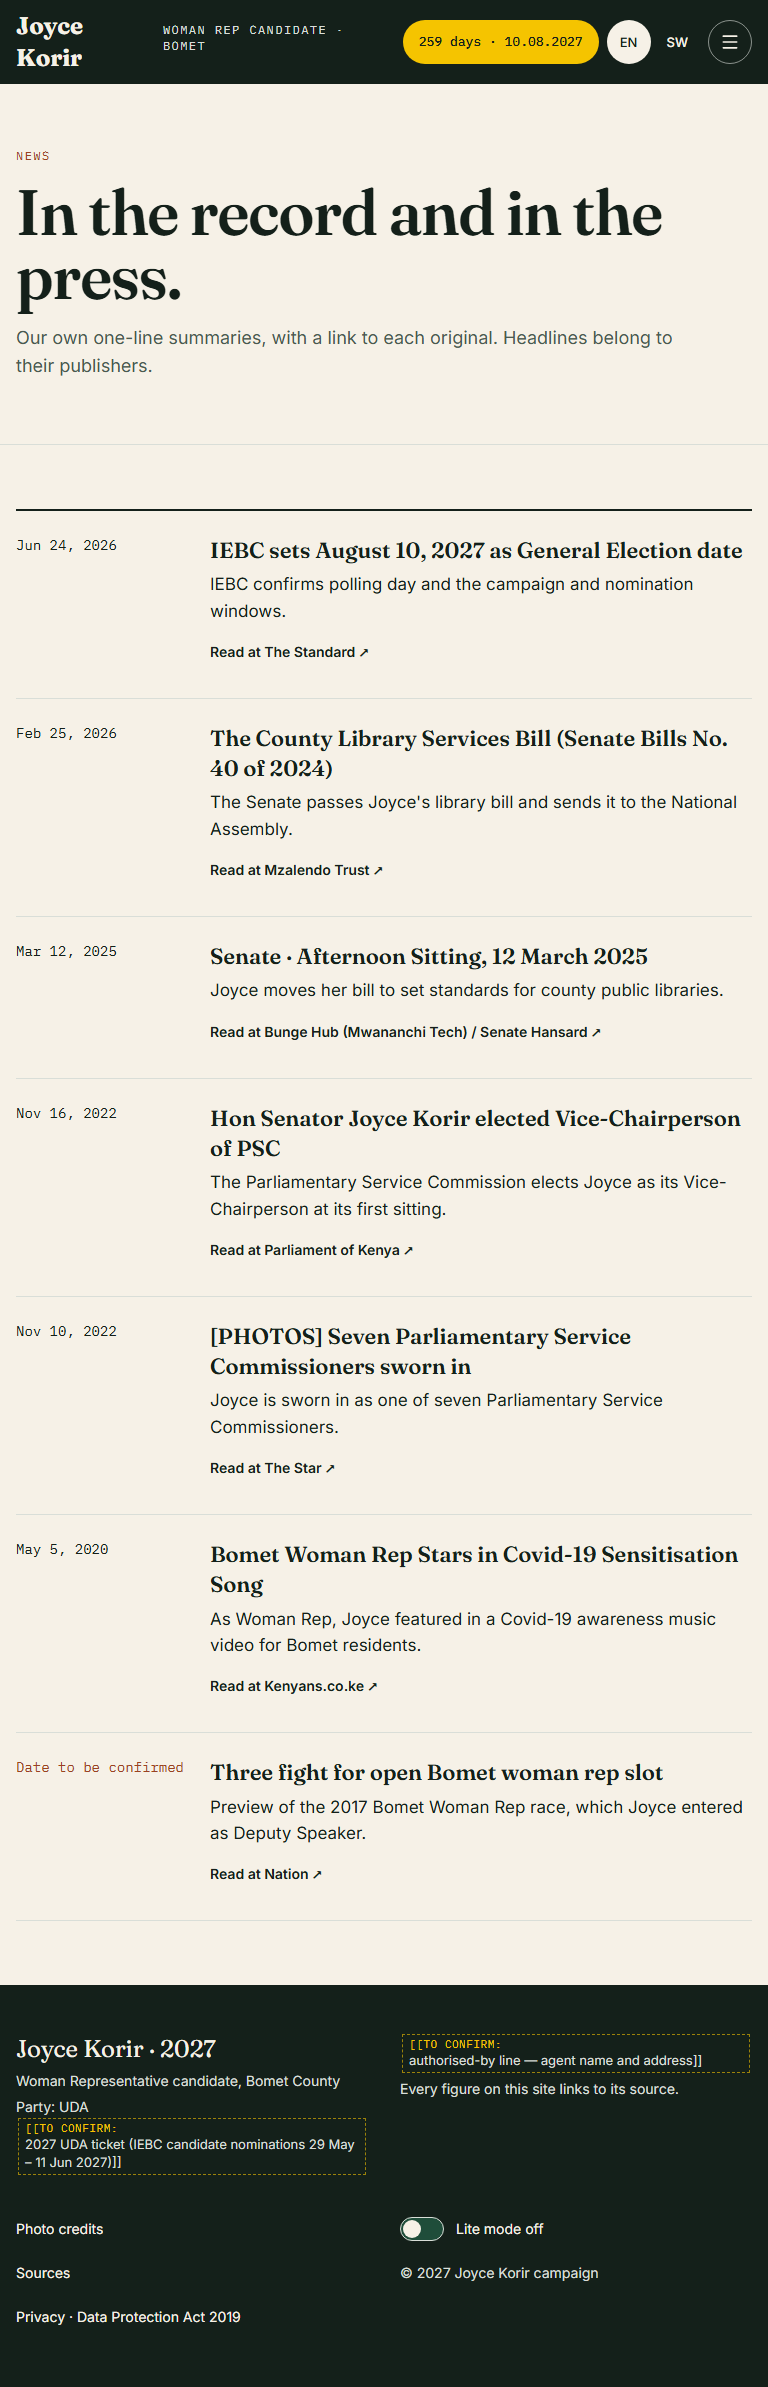 Joyce
Korir
WOMAN REP CANDIDATE ·
BOMET
259 days · 10.08.2027
EN
SW
NEWS
In the record and in the
press.
Our own one-line summaries, with a link to each original. Headlines belong to
their publishers.
Jun 24, 2026
IEBC sets August 10, 2027 as General Election date
IEBC confirms polling day and the campaign and nomination
windows.
Read at The Standard ↗
Feb 25, 2026
The County Library Services Bill (Senate Bills No.
40 of 2024)
The Senate passes Joyce's library bill and sends it to the National
Assembly.
Read at Mzalendo Trust ↗
Mar 12, 2025
Senate · Afternoon Sitting, 12 March 2025
Joyce moves her bill to set standards for county public libraries.
Read at Bunge Hub (Mwananchi Tech) / Senate Hansard ↗
Nov 16, 2022
Hon Senator Joyce Korir elected Vice-Chairperson
of PSC
The Parliamentary Service Commission elects Joyce as its Vice-
Chairperson at its first sitting.
Read at Parliament of Kenya ↗
Nov 10, 2022
[PHOTOS] Seven Parliamentary Service
Commissioners sworn in
Joyce is sworn in as one of seven Parliamentary Service
Commissioners.
Read at The Star ↗
May 5, 2020
Bomet Woman Rep Stars in Covid-19 Sensitisation
Song
As Woman Rep, Joyce featured in a Covid-19 awareness music
video for Bomet residents.
Read at Kenyans.co.ke ↗
Date to be confirmed
Three fight for open Bomet woman rep slot
Preview of the 2017 Bomet Woman Rep race, which Joyce entered
as Deputy Speaker.
Read at Nation ↗
Joyce Korir · 2027
Woman Representative candidate, Bomet County
Party: UDA
[[TO CONFIRM:
2027 UDA ticket (IEBC candidate nominations 29 May
– 11 Jun 2027)]]
[[TO CONFIRM:
authorised-by line — agent name and address]]
Every figure on this site links to its source.
Photo credits
Sources
Privacy · Data Protection Act 2019
Lite mode off
© 2027 Joyce Korir campaign